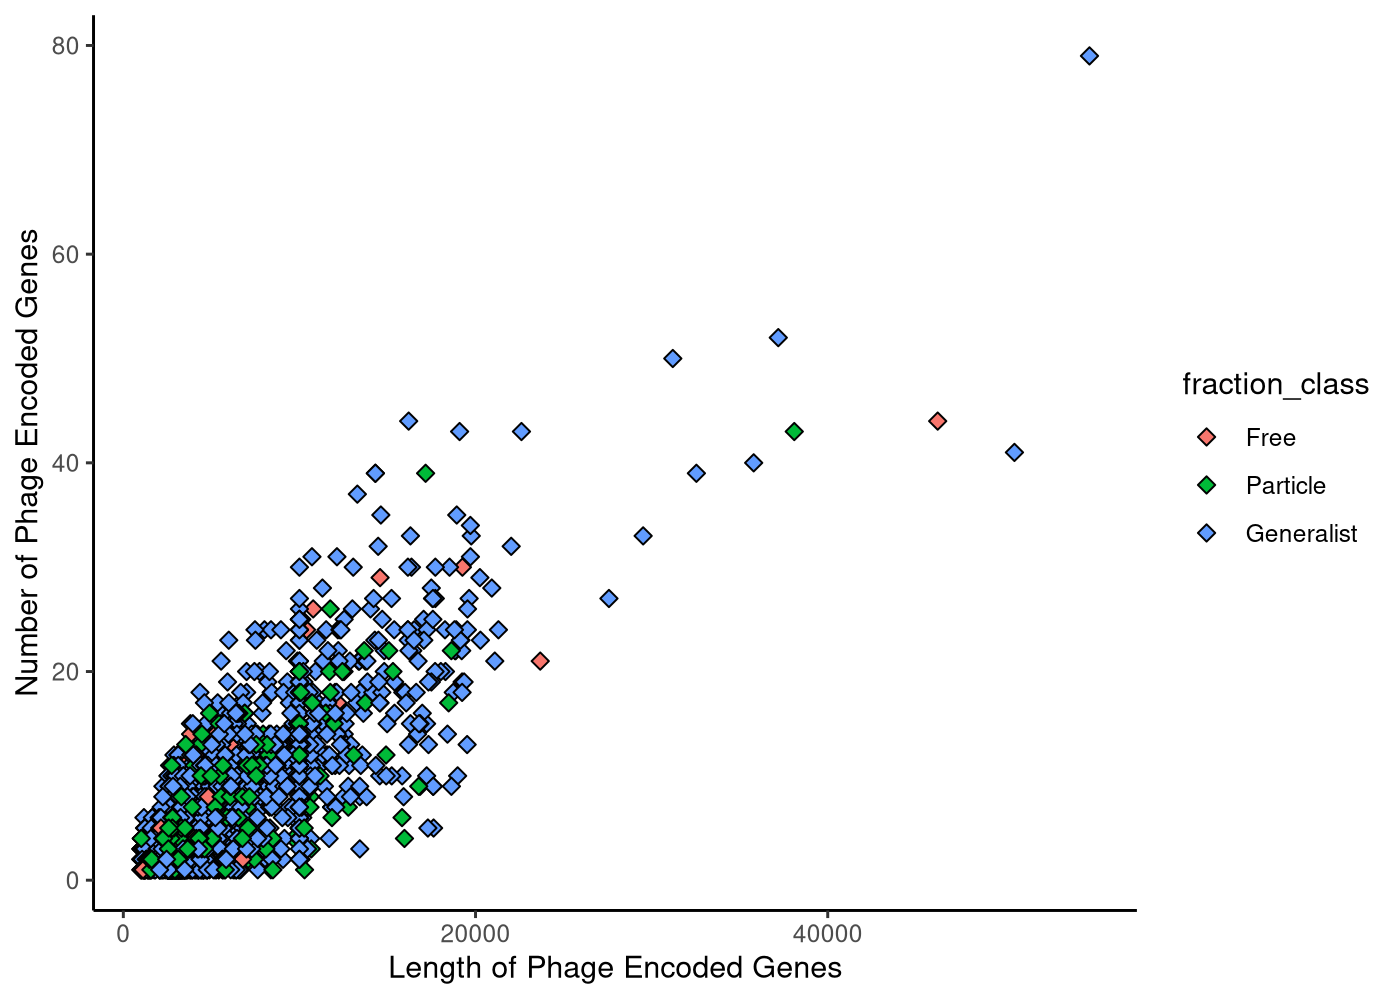 80
60
40
20
0
Number of Phage Encoded Genes
0 20000 40000
Length of Phage Encoded Genes
fraction_class
Free
Particle
Generalist